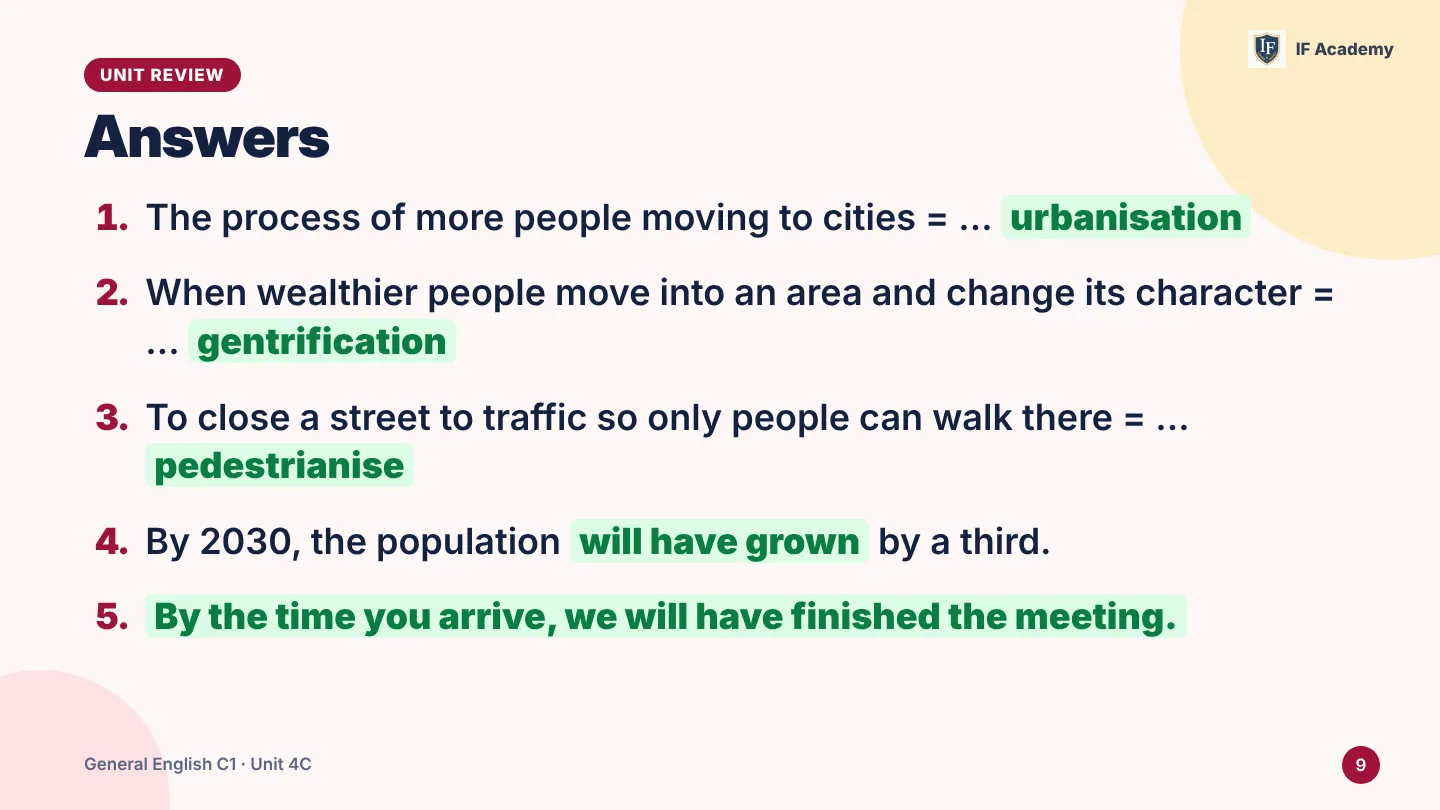 IF Academy
UNIT REVIEW
Answers
1. The process of more people moving to cities = ... urbanisation
2. When wealthier people move into an area and change its character =
... gentrification
3. To close a street to traffic so only people can walk there = ...
pedestrianise
4. By 2030, the population will have grown by a third.
5. By the time you arrive, we will have finished the meeting.
General English C1 · Unit 4C
9